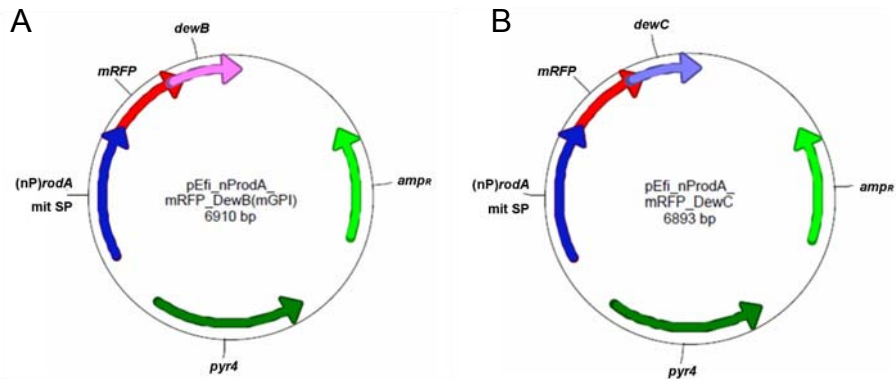 A
dewB
mRFP
(nP)rodA
mit SP
pEfi_nProdA_
mRFP_DewB(mGPI)
6910 bp
ampR
pyr4
B
dewC
mRFP
(nP)rodA
mit SP
pEfi_nProdA_
mRFP_DewC
6893 bp
ampR
pyr4